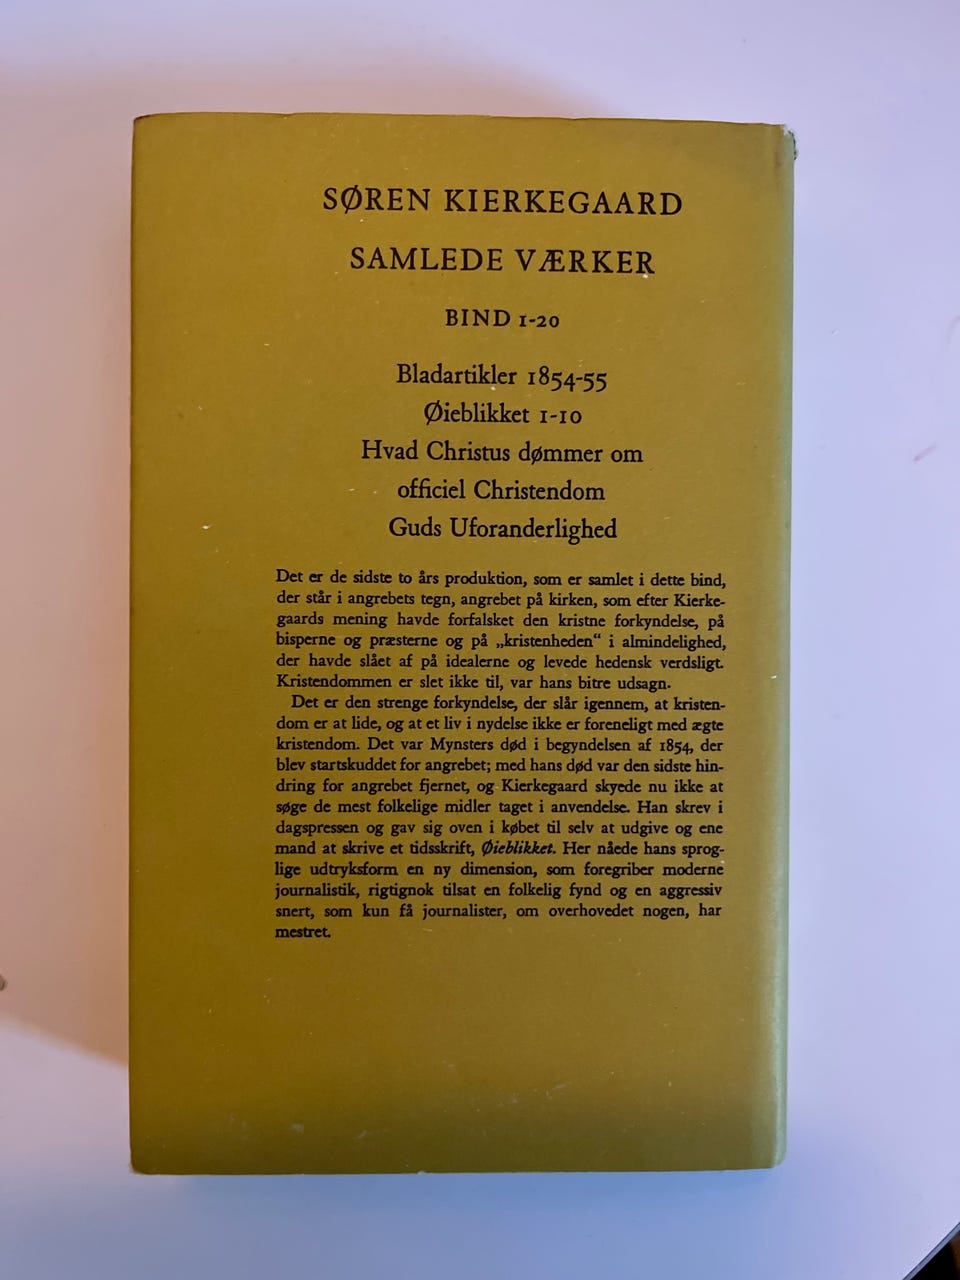 SØREN KIERKEGAARD
SAMLEDE VÆRKER
BIND 1-20
Bladartikler 1854-55
Øieblikket 1-10
Hvad Christus dømmer om
officiel Christendom
Guds Uforanderlighed
Det er de sidste to års produktion, som er samlet i dette bind,
der står i angrebets tegn, angrebet på kirken, som efter Kierke-
gaards mening havde forfalsket den kristne forkyndelse, på
bisperne og præsterne og på „kristenheden“ i almindelighed,
der havde slået af på idealerne og levede hedensk verdsligt.
Kristendommen er slet ikke til, var hans bitre udsagn.
Det er den strenge forkyndelse, der slår igennem, at kristen-
dom er at lide, og at et liv i nydelse ikke er foreneligt med ægte
kristendom. Det var Mynsters død i begyndelsen af 1854, der
blev startskuddet for angrebet; med hans død var den sidste hin-
dring for angrebet fjernet, og Kierkegaard skyede nu ikke at
søge de mest folkelige midler taget i anvendelse. Han skrev i
dagspressen og gav sig oven i købet til selv at udgive og ene
mand at skrive et tidsskrift, Øieblikket. Her nåede hans sprog-
lige udtryksform en ny dimension, som foregriber moderne
journalistik, rigtignok tilsat en folkelig fynd og en aggressiv
snert, som kun få journalister, om overhovedet nogen, har
mestret.